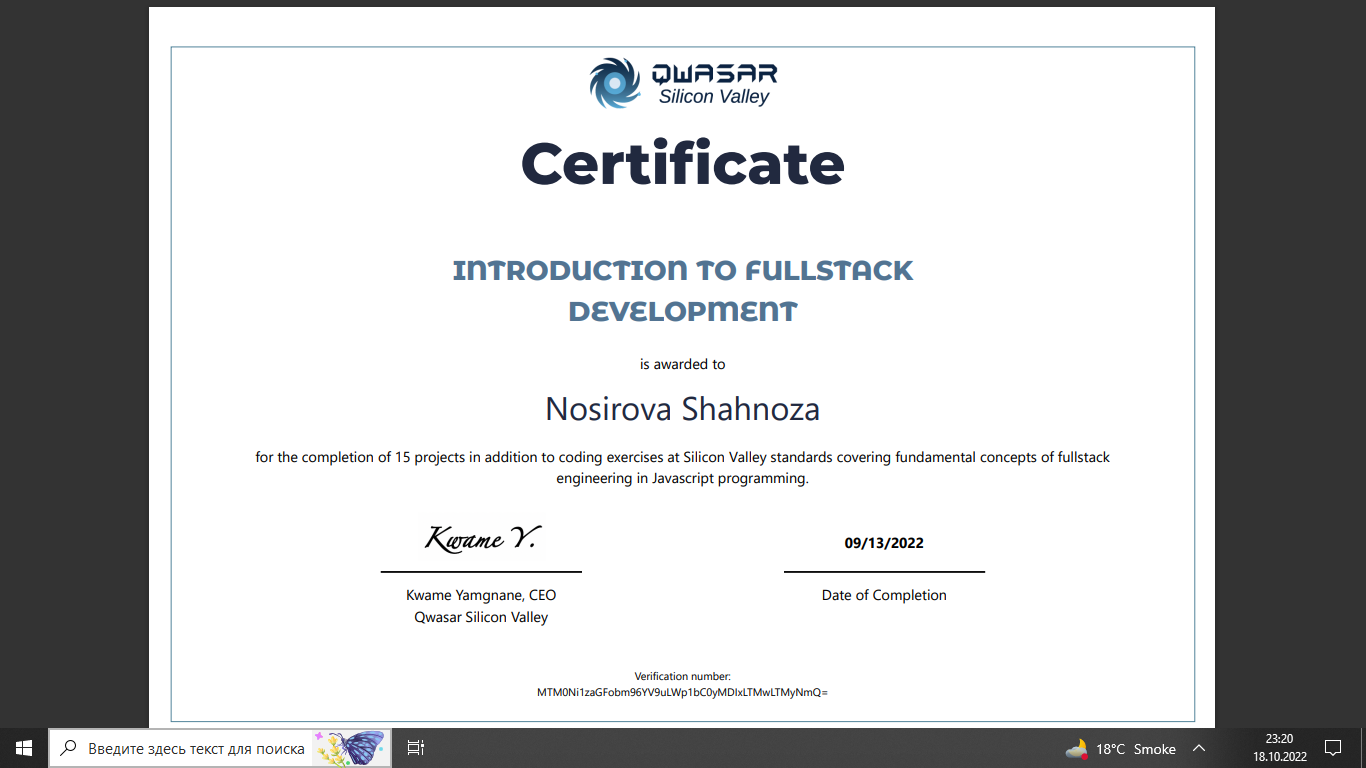 QWASAR
Silicon Valley
Certificate
INTRODUCTION TO FULLSTACK
DEVELOPMENT
is awarded to
Nosirova Shahnoza
for the completion of 15 projects in addition to coding exercises at Silicon Valley standards covering fundamental concepts of fullstack
engineering in Javascript programming.
Kwame Y.
09/13/2022
Kwame Yamgnane, CEO
Date of Completion
Qwasar Silicon Valley
Verification number:
MTM0Ni1zaGFobm96YV9uLWp1bC0yMDIxLTMwLTMyNmQ=
Введите здесь текст для поиска
18°C Smoke
23:20
18.10.2022